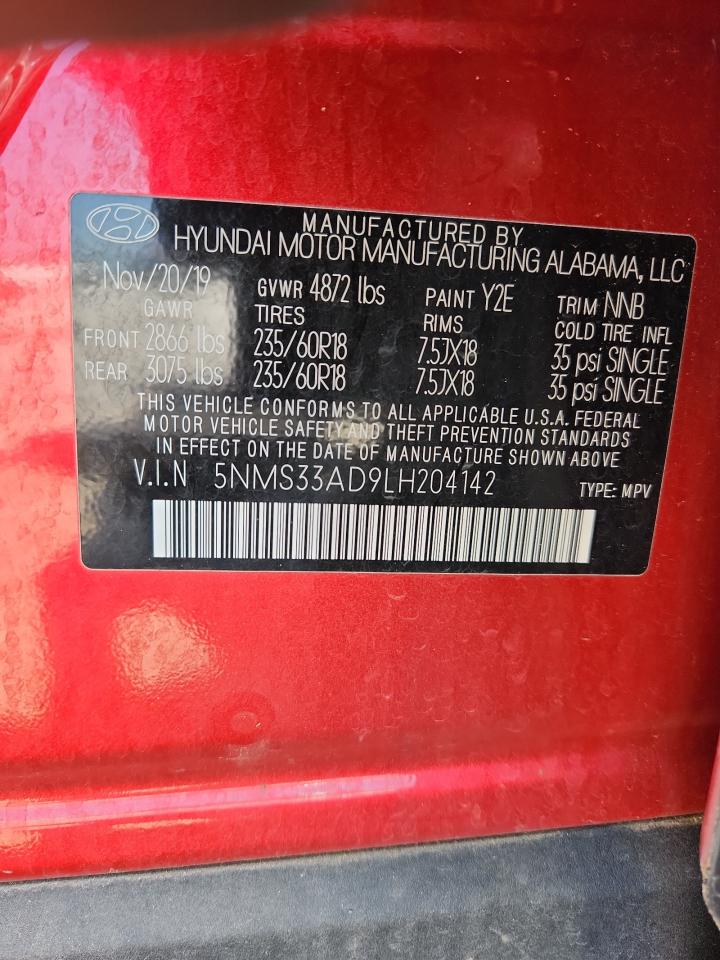 MANUFACTURED BY
HYUNDAI MOTOR MANUFACTURING ALABAMA, LLC
Nov/20/19 GVWR 4872 lbs PAINT Y2E TRIM NNB
GAWR TIRES RIMS COLD TIRE INFL
FRONT 2866 lbs 235/60R18 7.5JX18 35 psi SINGLE
REAR 3075 lbs 235/60R18 7.5JX18 35 psi SINGLE
THIS VEHICLE CONFORMS TO ALL APPLICABLE U.S.A. FEDERAL
MOTOR VEHICLE SAFETY AND THEFT PREVENTION STANDARDS
IN EFFECT ON THE DATE OF MANUFACTURE SHOWN ABOVE
V.I.N 5NMS33AD9LH204142 TYPE: MPV